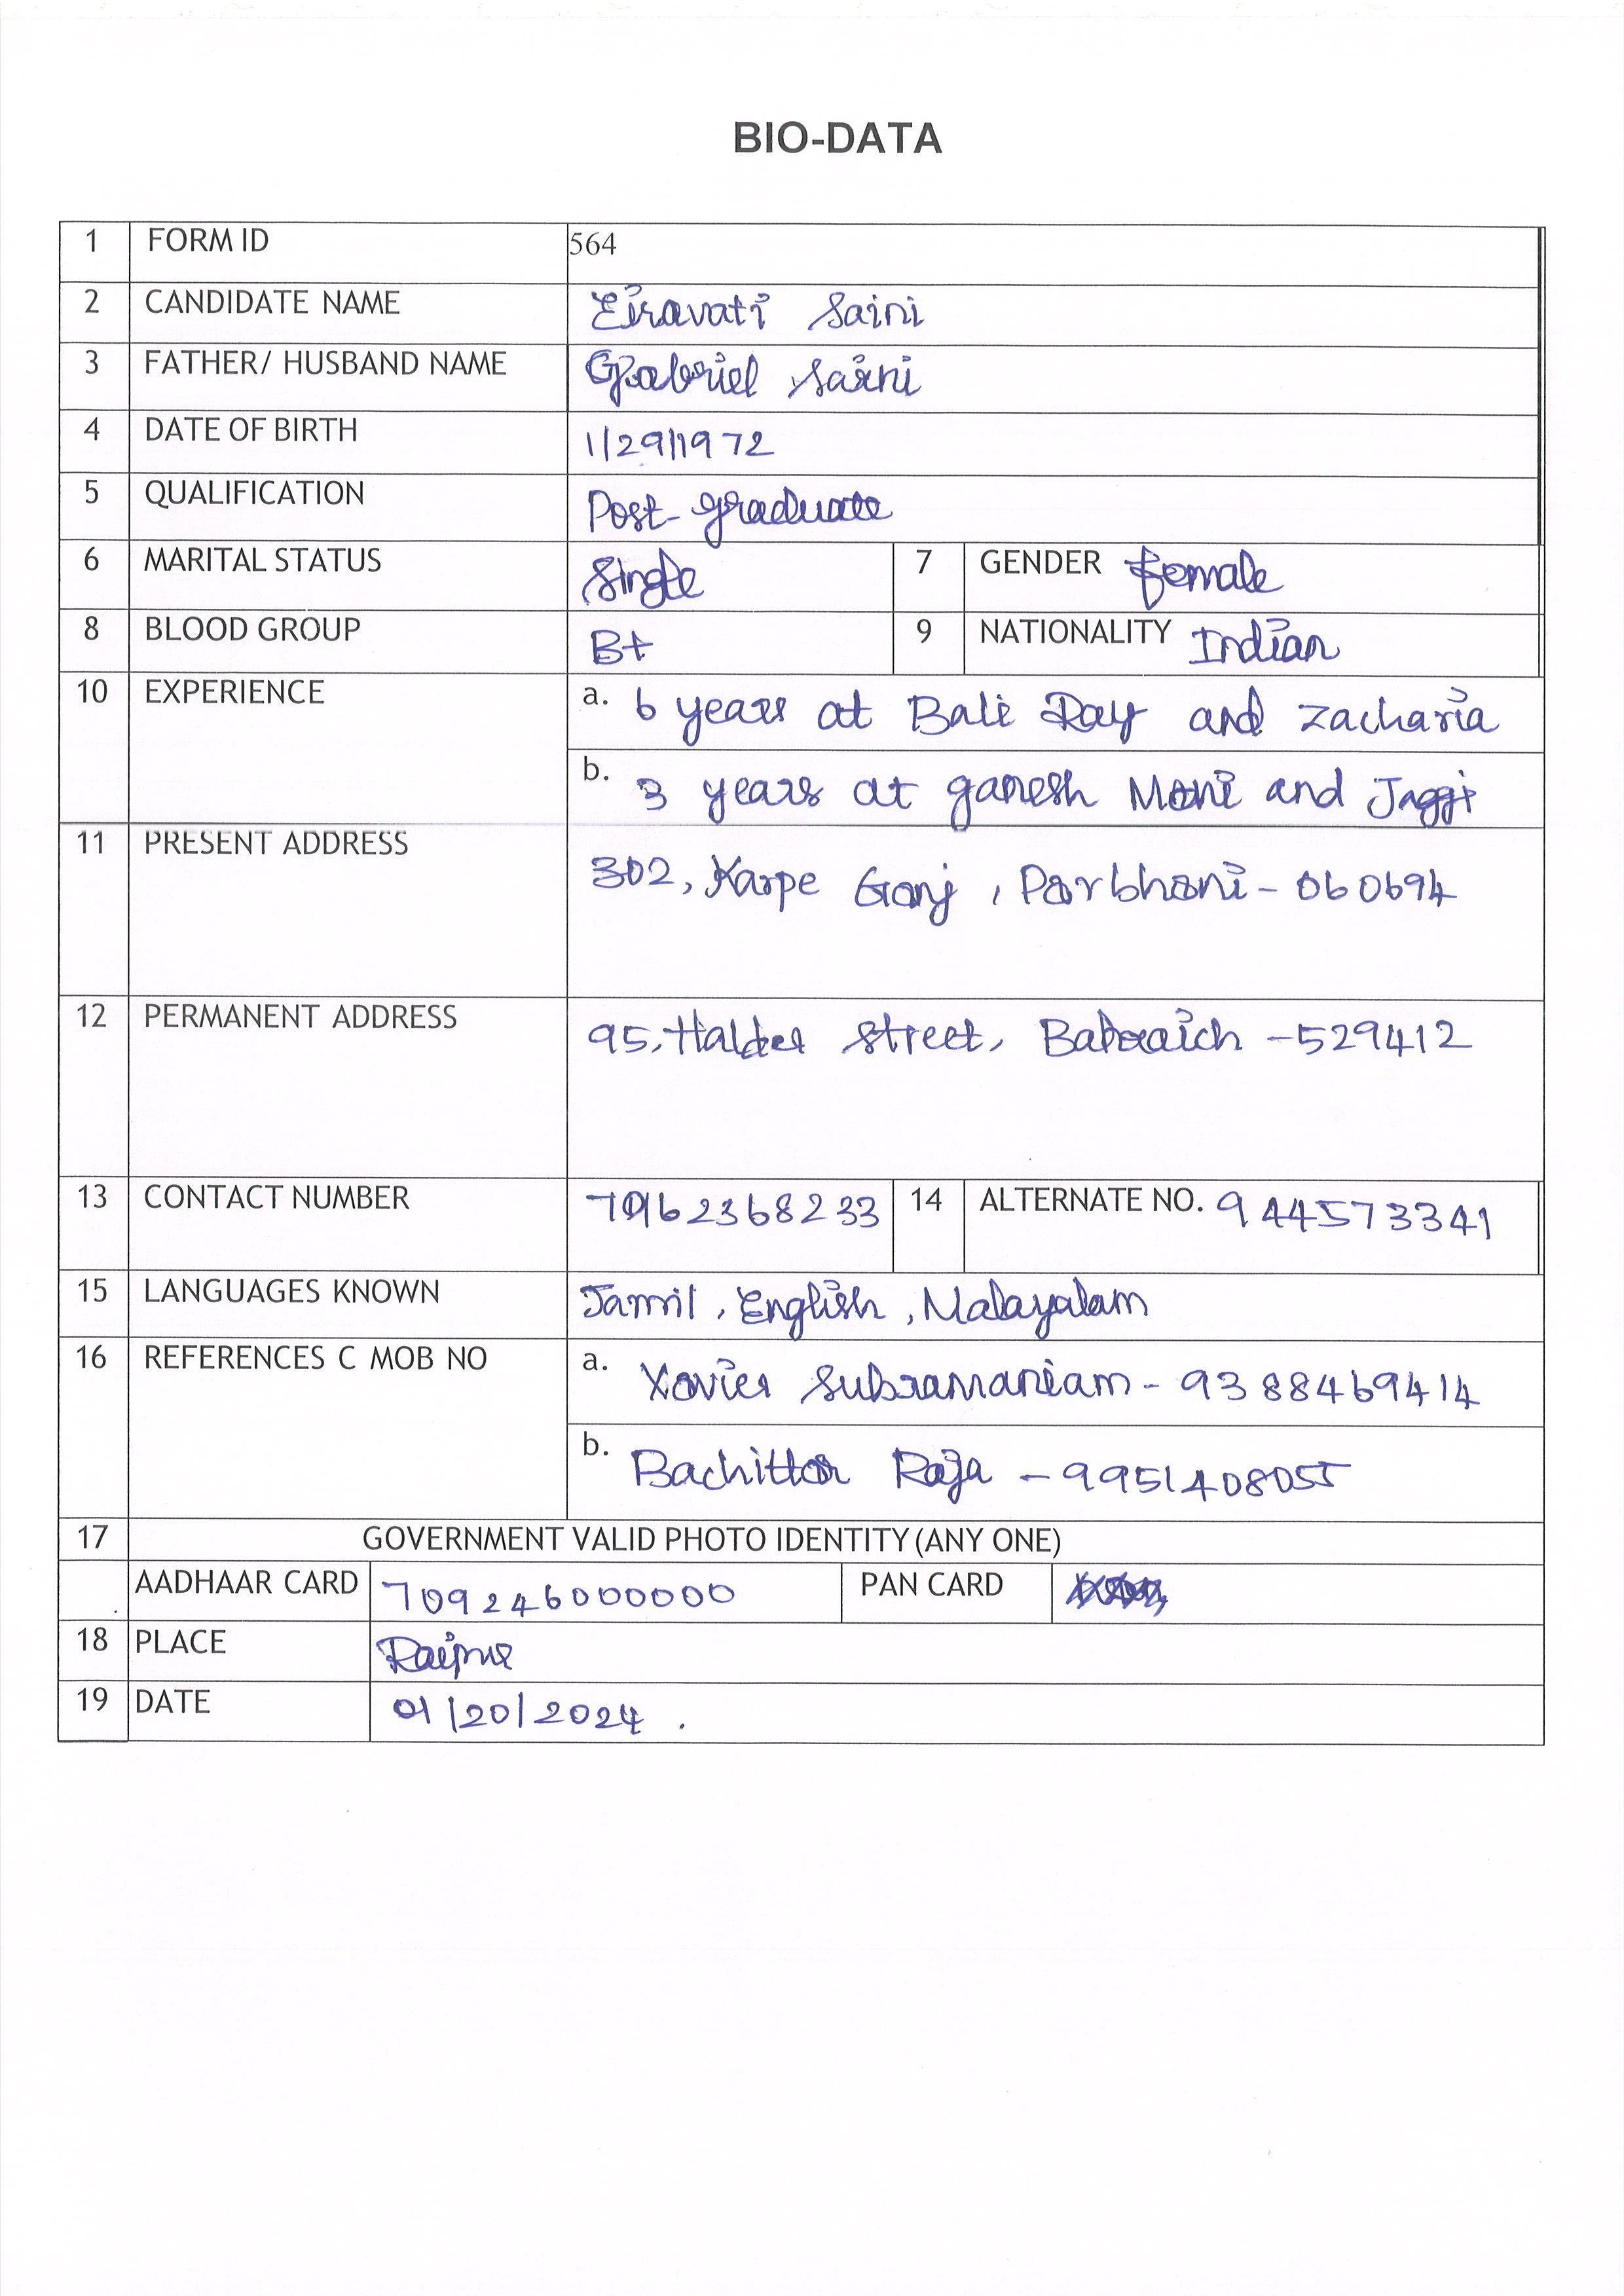 BIO-DATA
1 FORM ID 564
2 CANDIDATE NAME Eiravati Saini
3 FATHER/ HUSBAND NAME Gabriel Saini
4 DATE OF BIRTH 1/29/1972
5 QUALIFICATION Post-graduate
6 MARITAL STATUS Single 7 GENDER female
8 BLOOD GROUP B+ 9 NATIONALITY Indian
10 EXPERIENCE a. 6 years at Bali Ray and Zacharia
b. 3 years at ganesh Mani and Jaggi
11 PRESENT ADDRESS 302, Karpe Ganj, Parbhani - 060694
12 PERMANENT ADDRESS 95, Halder Street, Bahraich - 529412
13 CONTACT NUMBER 7962368233 14 ALTERNATE NO. 944573341
15 LANGUAGES KNOWN Tamil, English, Malayalam
16 REFERENCES C MOB NO a. Xavier Subramaniam - 9388469414
b. Bachittar Raja - 9951408055
17 GOVERNMENT VALID PHOTO IDENTITY (ANY ONE)
AADHAAR CARD 709246000000 PAN CARD
18 PLACE Raipur
19 DATE 01/20/2024.